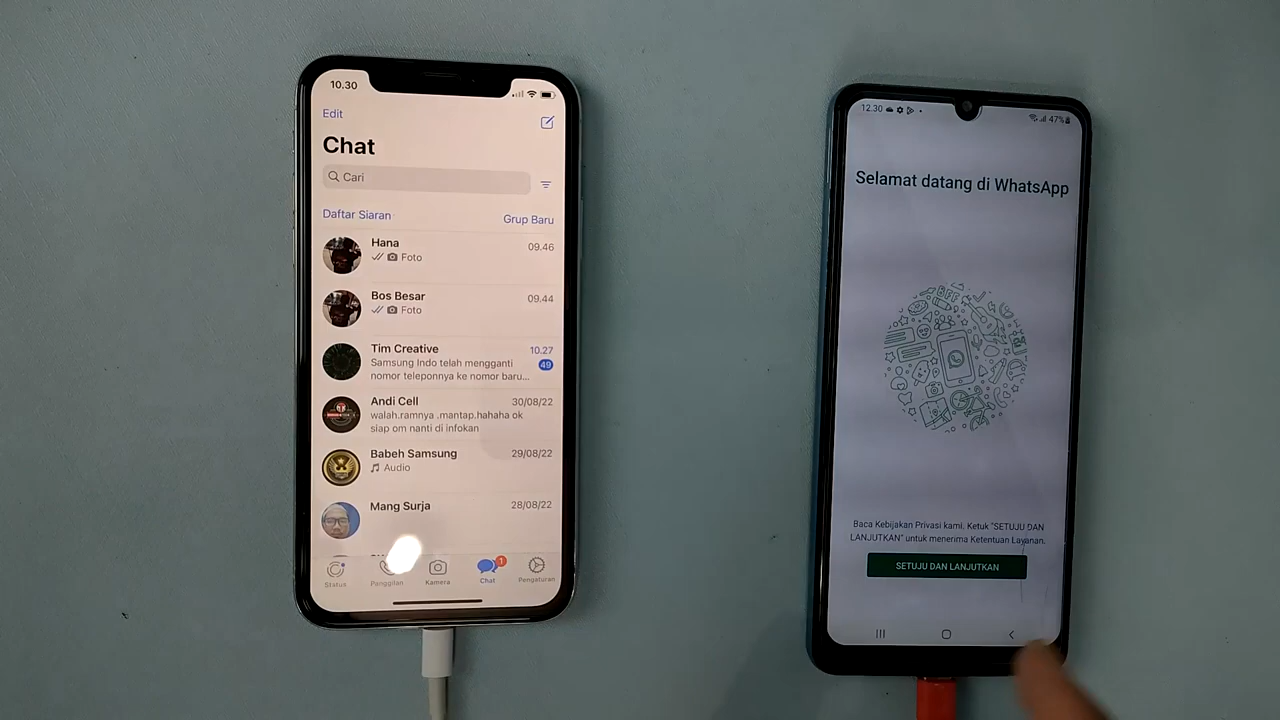 10.30
Edit
Chat
Cari
Daftar Siaran
Grup Baru
Hana
09.46
Foto
Bos Besar
09.44
Foto
Tim Creative
10.27
Samsung Indo telah mengganti
49
nomor teleponnya ke nomor baru...
Andi Cell
30/08/22
walah.ramnya .mantap.hahaha ok
siap om nanti di infokan
Babeh Samsung
29/08/22
Audio
Mang Surja
28/08/22
1
Status
Panggilan
Kamera
Chat
Pengaturan
12.30
47%
Selamat datang di WhatsApp
Baca Kebijakan Privasi kami. Ketuk "SETUJU DAN
LANJUTKAN" untuk menerima Ketentuan Layanan.
SETUJU DAN LANJUTKAN